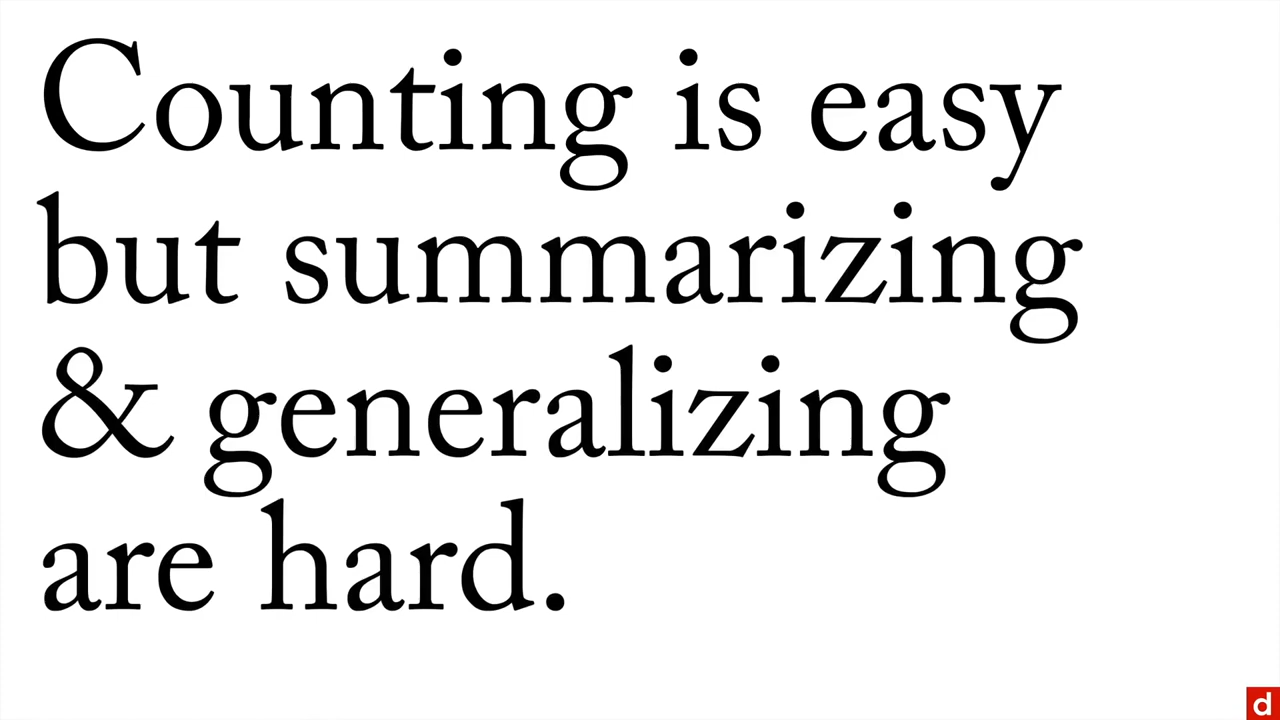 Counting is easy
but summarizing
& generalizing
are hard.
d